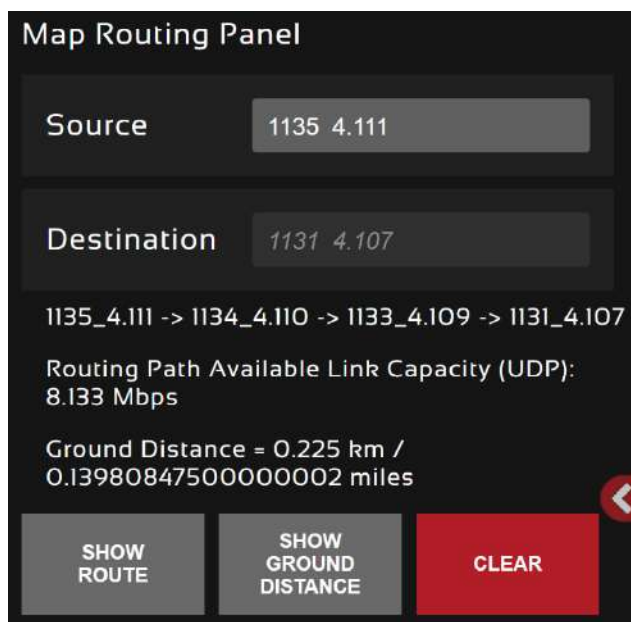 Map Routing Panel
Source
1135 4.111
Destination
1131 4.107
1135_4.111 -> 1134_4.110 -> 1133_4.109 -> 1131_4.107
Routing Path Available Link Capacity (UDP):
8.133 Mbps
Ground Distance = 0.225 km /
0.13980847500000002 miles
SHOW
ROUTE
SHOW
GROUND
DISTANCE
CLEAR